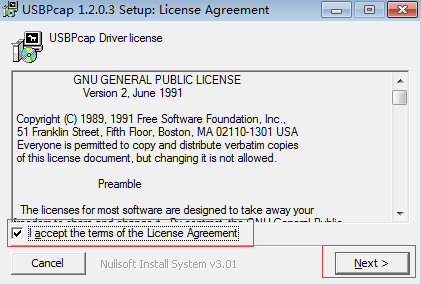 USBPcap 1.2.0.3 Setup: License Agreement
USBPcap Driver license
GNU GENERAL PUBLIC LICENSE
Version 2, June 1991
Copyright (C) 1989, 1991 Free Software Foundation, Inc.,
51 Franklin Street, Fifth Floor, Boston, MA 02110-1301 USA
Everyone is permitted to copy and distribute verbatim copies
of this license document, but changing it is not allowed.
Preamble
The licenses for most software are designed to take away your
I accept the terms of the License Agreement
Cancel
Nullsoft Install System v3.01
Next >